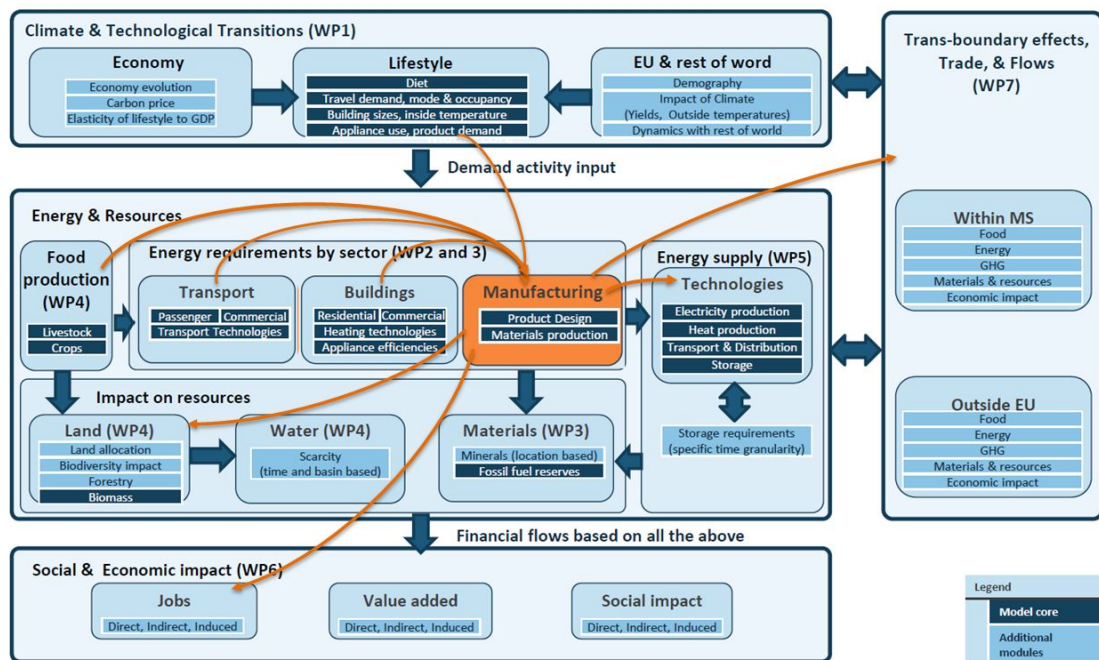 Climate & Technological Transitions (WP1)
Economy
Economy evolution
Carbon price
Elasticity of lifestyle to GDP
Lifestyle
Diet
Travel demand, mode & occupancy
Building sizes, inside temperature
Appliance use, product demand
EU & rest of word
Demography
Impact of Climate
(Yields, Outside temperatures)
Dynamics with rest of world
Trans-boundary effects,
Trade, & Flows
(WP7)
Demand activity input
Energy & Resources
Food
production
(WP4)
Livestock
Crops
Energy requirements by sector (WP2 and 3)
Transport
Passenger
Commercial
Transport Technologies
Buildings
Residential
Commercial
Heating technologies
Appliance efficiencies
Manufacturing
Product Design
Materials production
Energy supply (WP5)
Technologies
Electricity production
Heat production
Transport & Distribution
Storage
Storage requirements
(specific time granularity)
Within MS
Food
Energy
GHG
Materials & resources
Economic impact
Impact on resources
Land (WP4)
Land allocation
Biodiversity impact
Forestry
Biomass
Water (WP4)
Scarcity
(time and basin based)
Materials (WP3)
Minerals (location based)
Fossil fuel reserves
Outside EU
Food
Energy
GHG
Materials & resources
Economic impact
Financial flows based on all the above
Social & Economic impact (WP6)
Jobs
Direct, Indirect, Induced
Value added
Direct, Indirect, Induced
Social impact
Direct, Indirect, Induced
Legend
Model core
Additional
modules